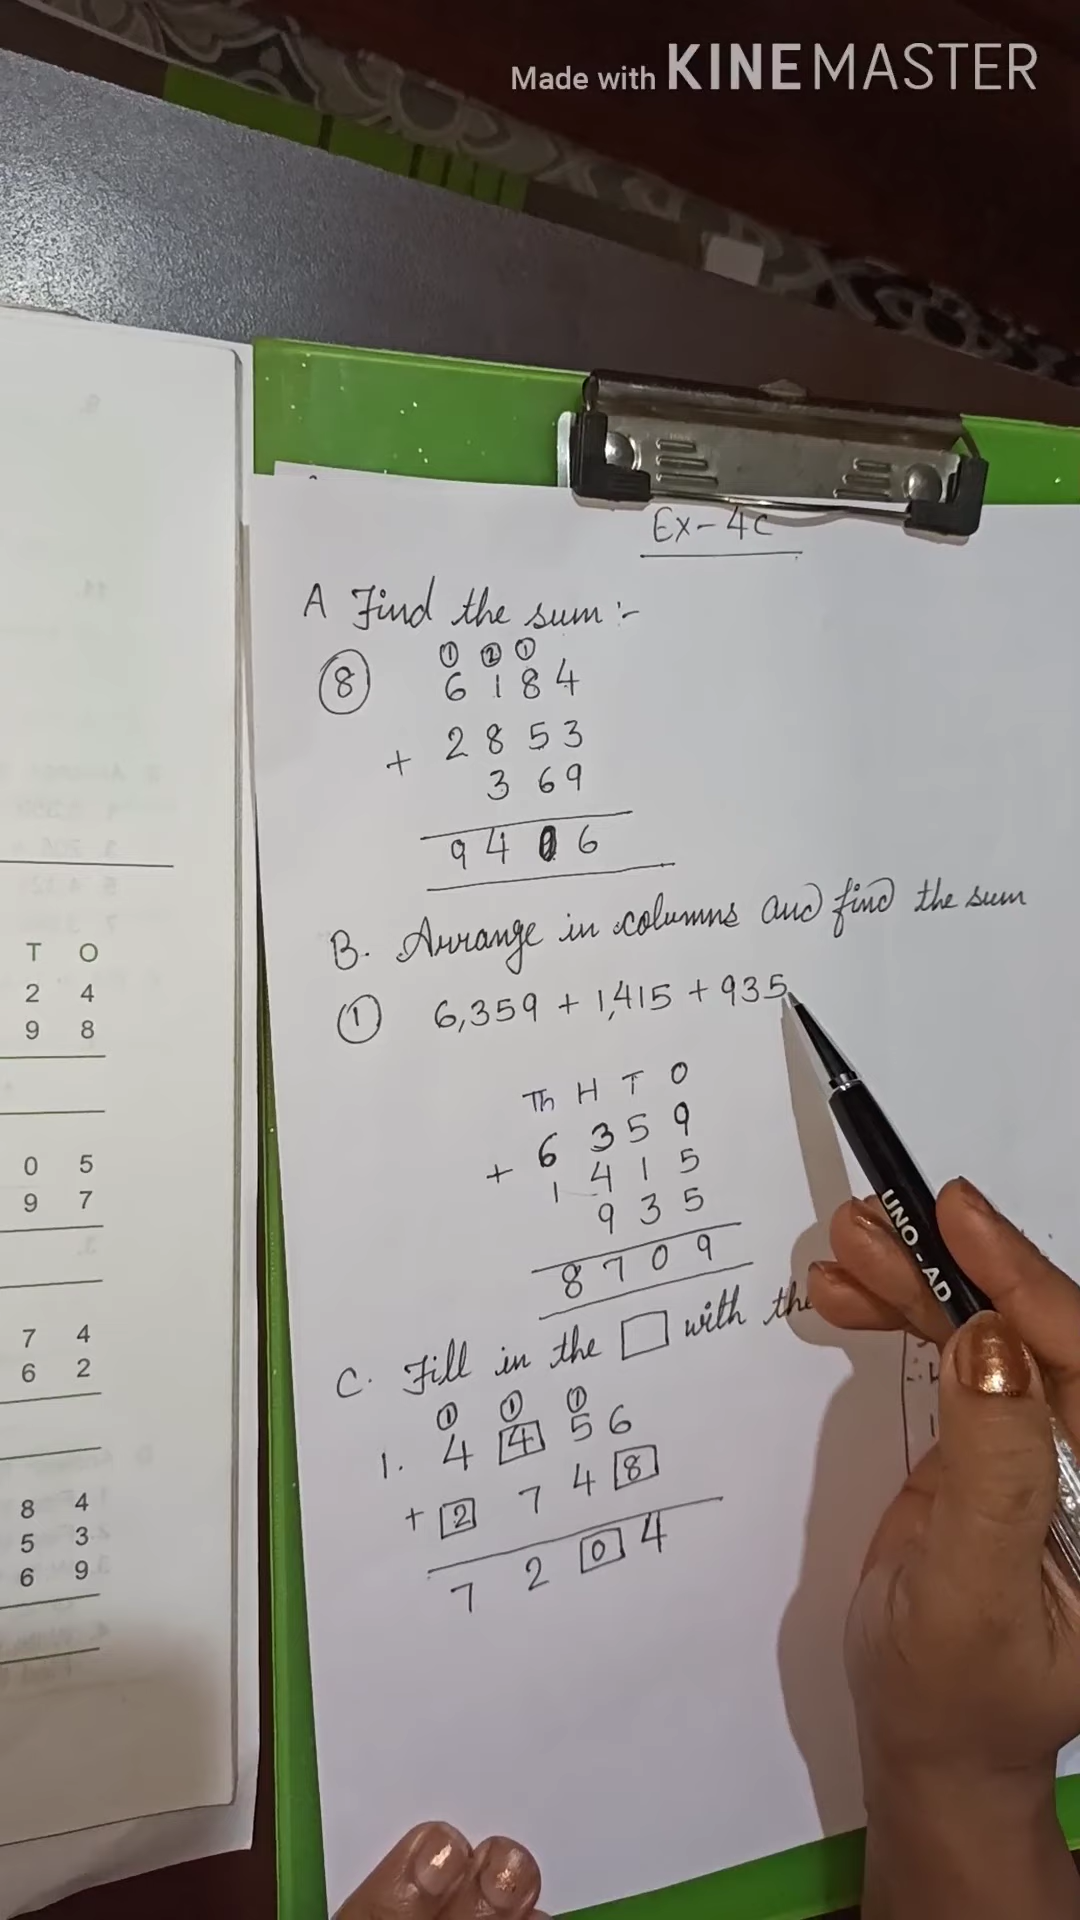 Made with KINEMASTER
Ex-4C
A Find the sum :-
1 2 1
8 6 1 8 4
+ 2 8 5 3
3 6 9
9 4 0 6
B. Arrange in columns and find the sum
1 6,359 + 1,415 + 935
Th H T O
6 3 5 9
+ 1 4 1 5
9 3 5
8 7 0 9
C. Fill in the □ with the
1 1 1
1. 4 4 5 6
+ 2 7 4 8
7 2 0 4
T O
2 4
9 8
0 5
9 7
7 4
6 2
8 4
5 3
6 9
UNO-AD